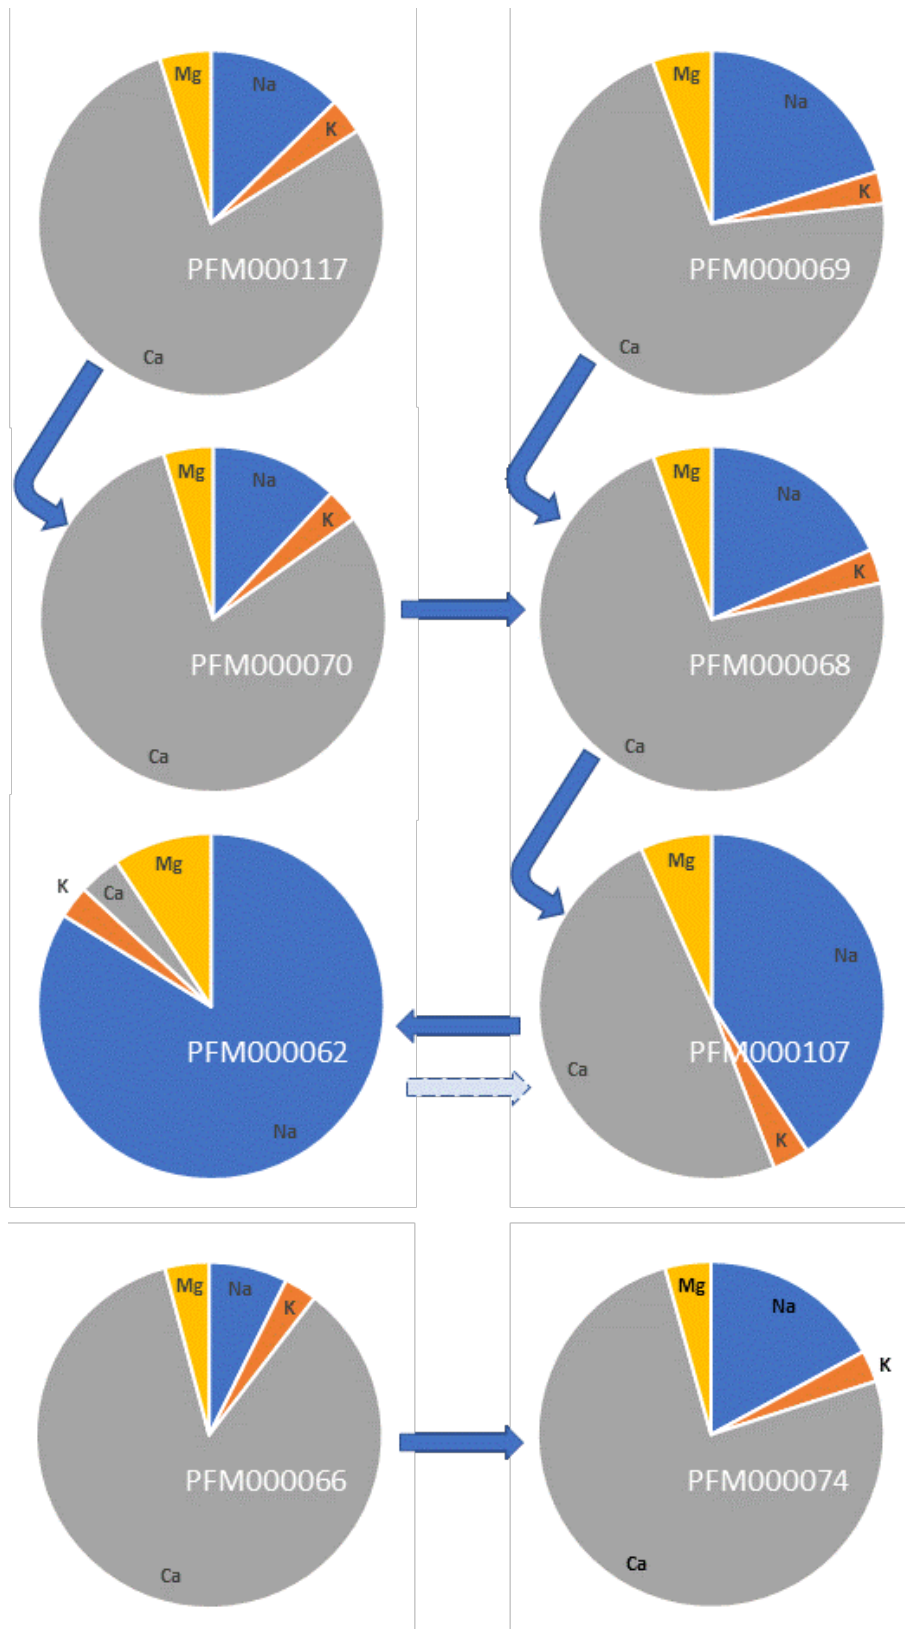 Mg
Na
K
PFM000117
Ca
Mg
Na
K
PFM000069
Ca
Mg
Na
K
PFM000070
Ca
Mg
Na
K
PFM000068
Ca
K
Ca
Mg
PFM000062
Na
Mg
Na
PFM000107
Ca
K
Mg
Na
K
PFM000066
Ca
Mg
Na
K
PFM000074
Ca